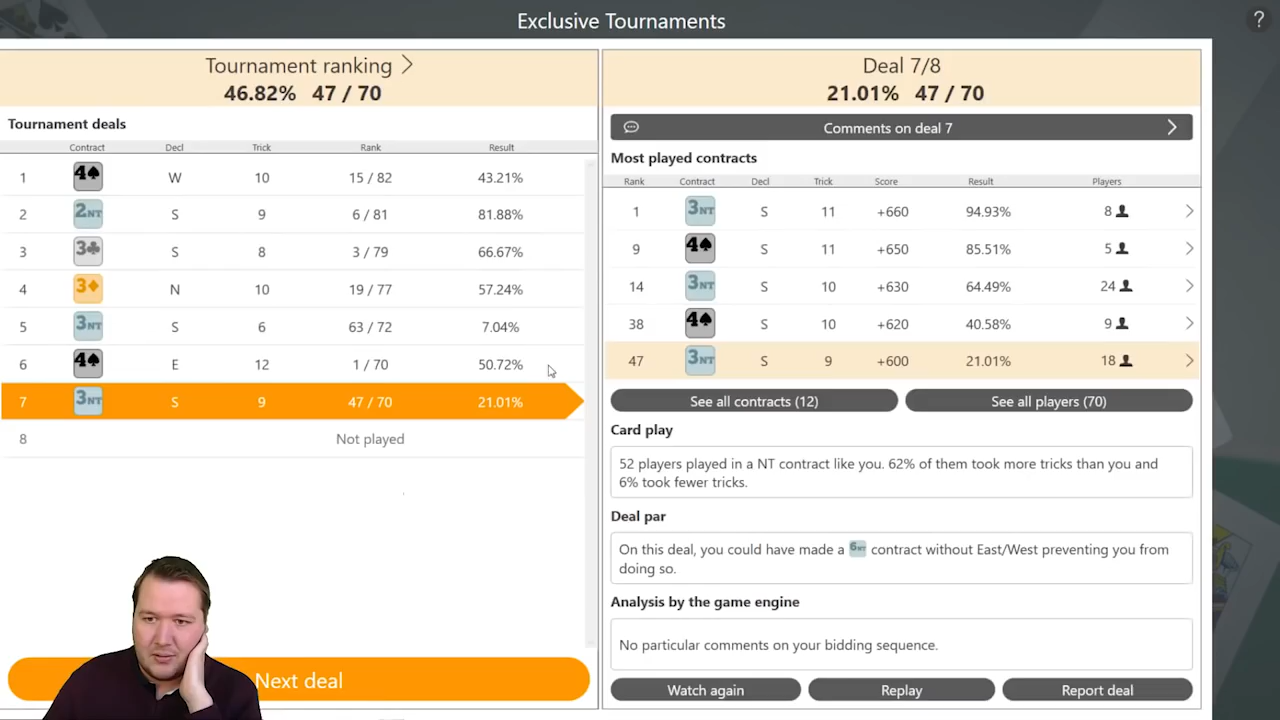 Exclusive Tournaments
?
Tournament ranking >
46.82% 47 / 70
Tournament deals
Contract Decl Trick Rank Result
1 4♠ W 10 15 / 82 43.21%
2 2NT S 9 6 / 81 81.88%
3 3♣ S 8 3 / 79 66.67%
4 3♦ N 10 19 / 77 57.24%
5 3NT S 6 63 / 72 7.04%
6 4♠ E 12 1 / 70 50.72%
7 3NT S 9 47 / 70 21.01%
8 Not played
Next deal
Deal 7/8
21.01% 47 / 70
Comments on deal 7
Most played contracts
Rank Contract Decl Trick Score Result Players
1 3NT S 11 +660 94.93% 8
9 4♠ S 11 +650 85.51% 5
14 3NT S 10 +630 64.49% 24
38 4♠ S 10 +620 40.58% 9
47 3NT S 9 +600 21.01% 18
See all contracts (12) See all players (70)
Card play
52 players played in a NT contract like you. 62% of them took more tricks than you and
6% took fewer tricks.
Deal par
On this deal, you could have made a 6NT contract without East/West preventing you from
doing so.
Analysis by the game engine
No particular comments on your bidding sequence.
Watch again Replay Report deal